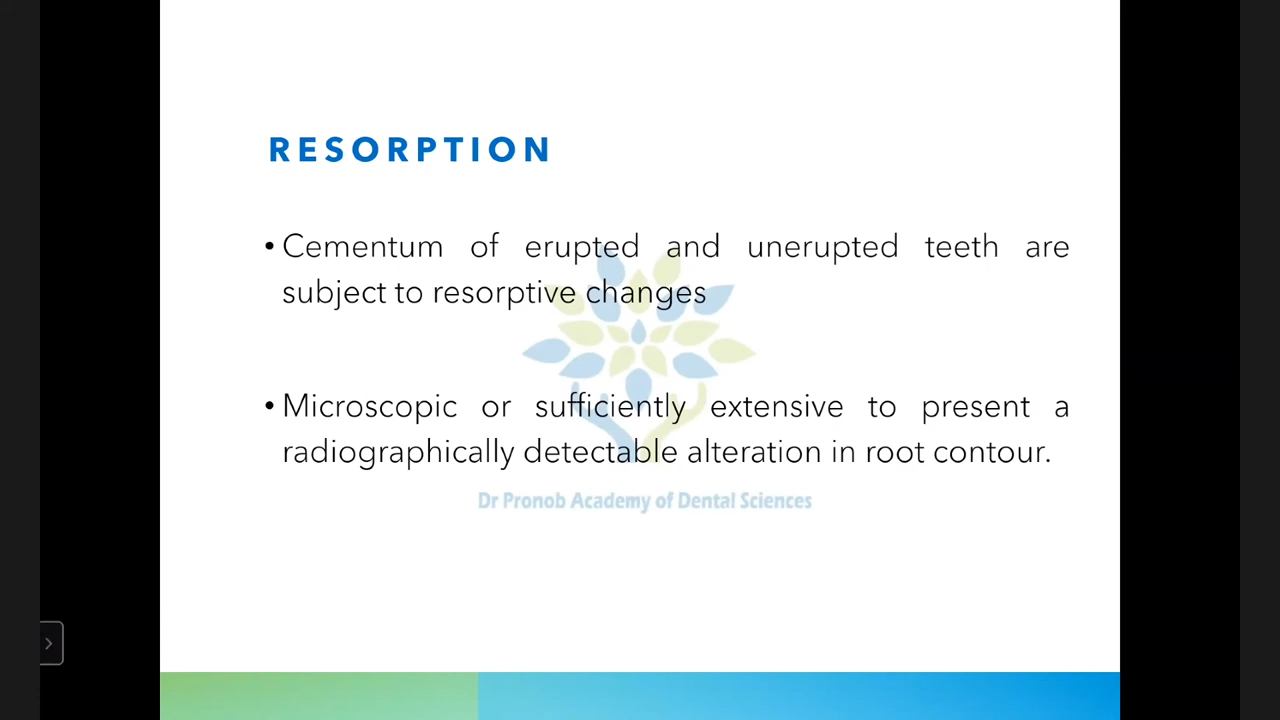 RESORPTION
• Cementum of erupted and unerupted teeth are
subject to resorptive changes
• Microscopic or sufficiently extensive to present a
radiographically detectable alteration in root contour.
Dr Pronob Academy of Dental Sciences